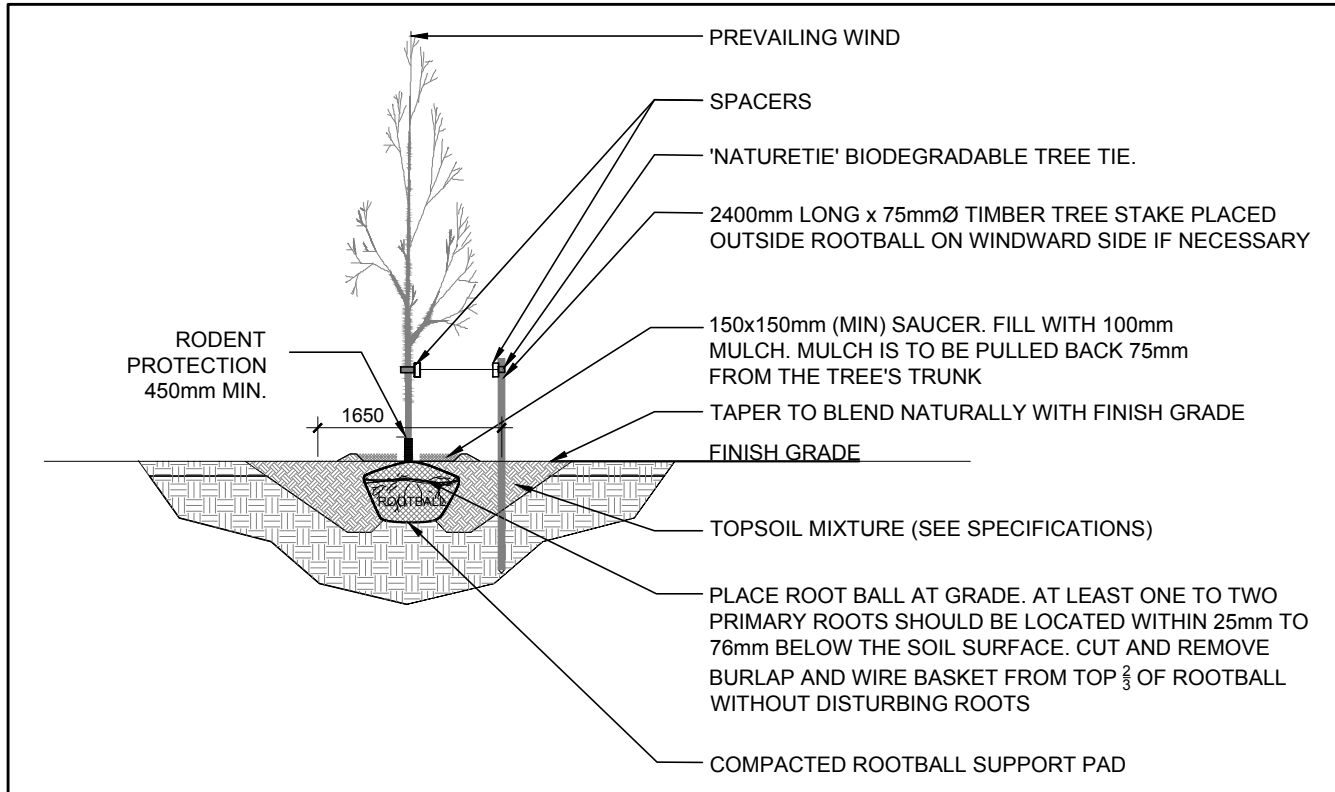 PREVAILING WIND
SPACERS
'NATURETIE' BIODEGRADABLE TREE TIE.
2400mm LONG x 75mmØ TIMBER TREE STAKE PLACED
OUTSIDE ROOTBALL ON WINDWARD SIDE IF NECESSARY
150x150mm (MIN) SAUCER. FILL WITH 100mm
MULCH. MULCH IS TO BE PULLED BACK 75mm
FROM THE TREE'S TRUNK
RODENT
PROTECTION
450mm MIN.
1650
TAPER TO BLEND NATURALLY WITH FINISH GRADE
FINISH GRADE
ROOTBALL
TOPSOIL MIXTURE (SEE SPECIFICATIONS)
PLACE ROOT BALL AT GRADE. AT LEAST ONE TO TWO
PRIMARY ROOTS SHOULD BE LOCATED WITHIN 25mm TO
76mm BELOW THE SOIL SURFACE. CUT AND REMOVE
BURLAP AND WIRE BASKET FROM TOP 2/3 OF ROOTBALL
WITHOUT DISTURBING ROOTS
COMPACTED ROOTBALL SUPPORT PAD